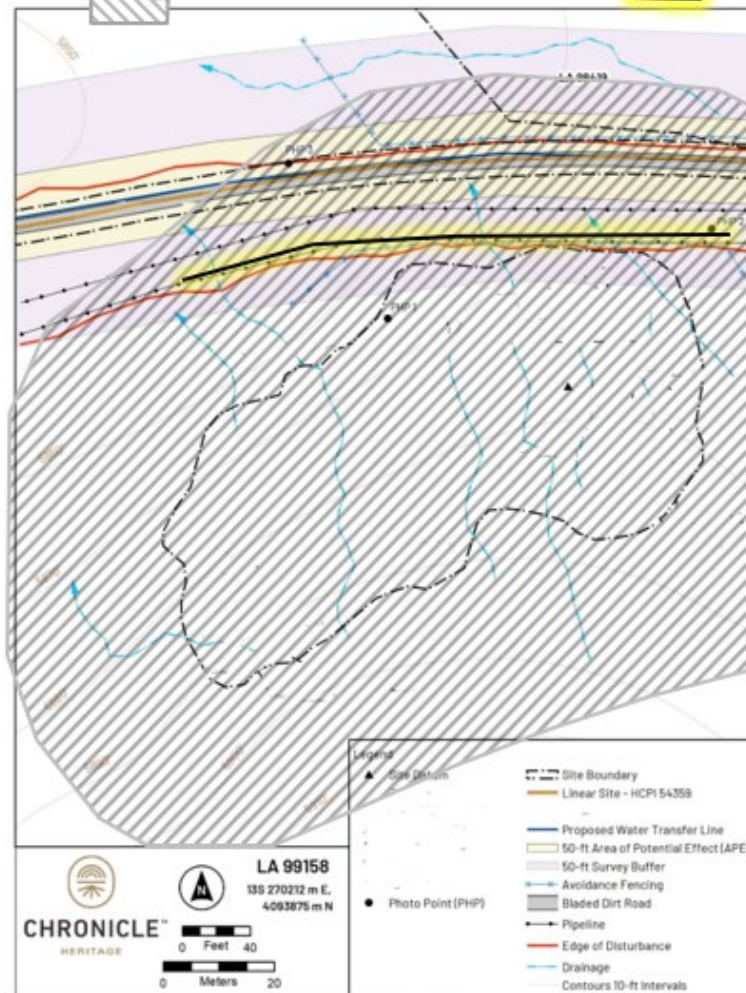 5850'
LA 99419
PHP 3
PHP 2
PHP 1
Legend
Site Datum
Photo Point (PHP)
Site Boundary
Linear Site - HCPI 54359
Proposed Water Transfer Line
50-ft Area of Potential Effect (APE
50-ft Survey Buffer
Avoidance Fencing
Bladed Dirt Road
Pipeline
Edge of Disturbance
Drainage
Contours 10-ft Intervals
CHRONICLE™
HERITAGE
N
LA 99158
13S 270212 m E,
4093875 m N
0 Feet 40
0 Meters 20